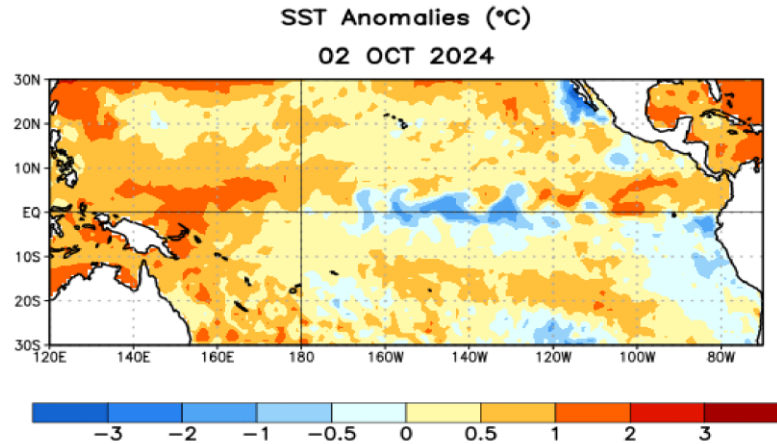 SST Anomalies (°C)
02 OCT 2024
30N
20N
10N
EQ
10S
20S
30S
120E 140E 160E 180 160W 140W 120W 100W 80W
-3 -2 -1 -0.5 0 0.5 1 2 3